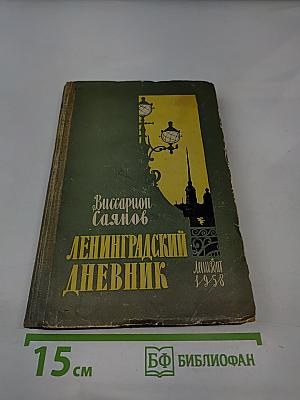 Виссарион
Саянов
ЛЕНИНГРАДСКИЙ
ДНЕВНИК
Лениздат
1958
15 см
БФ БИБЛИОФАН